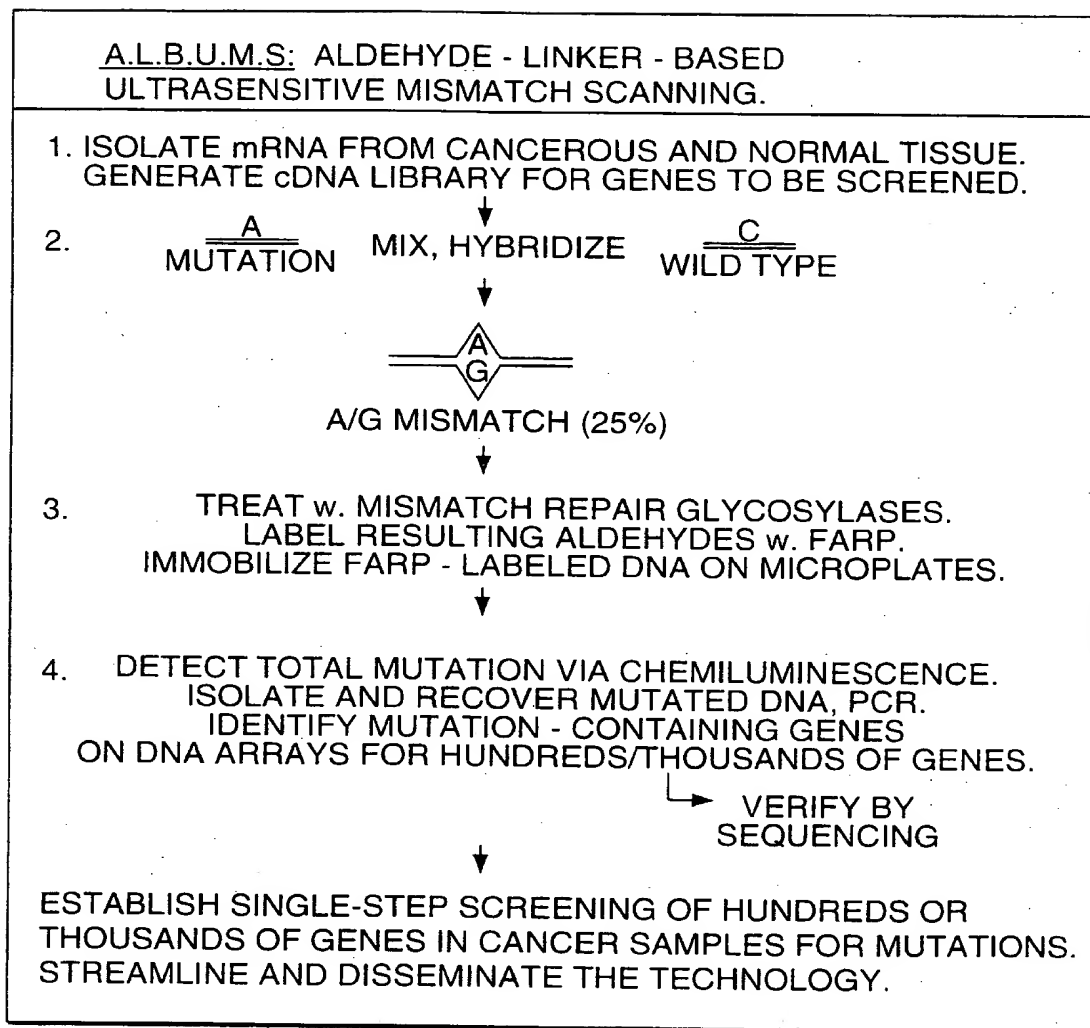 A.L.B.U.M.S: ALDEHYDE - LINKER - BASED
ULTRASENSITIVE MISMATCH SCANNING.
1. ISOLATE mRNA FROM CANCEROUS AND NORMAL TISSUE.
GENERATE cDNA LIBRARY FOR GENES TO BE SCREENED.
2. A MUTATION MIX, HYBRIDIZE C WILD TYPE
A
G
A/G MISMATCH (25%)
3. TREAT w. MISMATCH REPAIR GLYCOSYLASES.
LABEL RESULTING ALDEHYDES w. FARP.
IMMOBILIZE FARP - LABELED DNA ON MICROPLATES.
4. DETECT TOTAL MUTATION VIA CHEMILUMINESCENCE.
ISOLATE AND RECOVER MUTATED DNA, PCR.
IDENTIFY MUTATION - CONTAINING GENES
ON DNA ARRAYS FOR HUNDREDS/THOUSANDS OF GENES.
VERIFY BY
SEQUENCING
ESTABLISH SINGLE-STEP SCREENING OF HUNDREDS OR
THOUSANDS OF GENES IN CANCER SAMPLES FOR MUTATIONS.
STREAMLINE AND DISSEMINATE THE TECHNOLOGY.